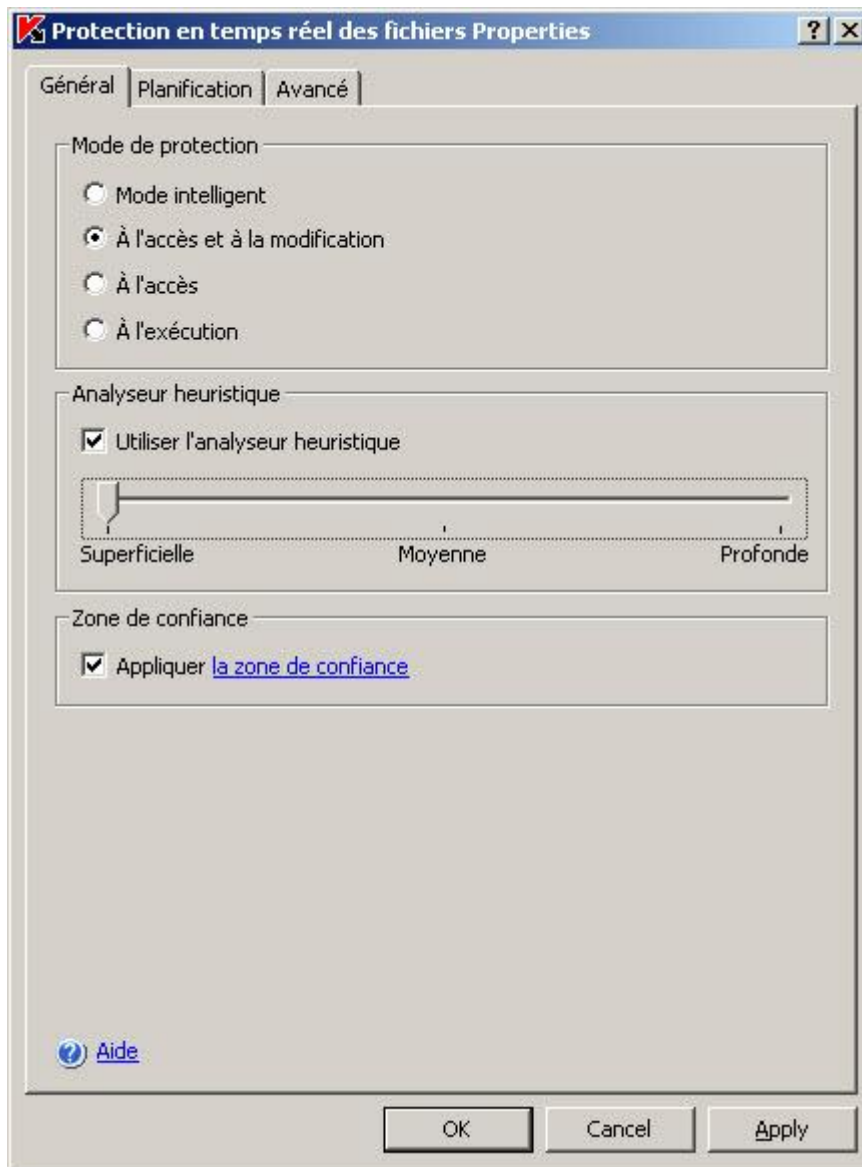 Protection en temps réel des fichiers Properties
Général Planification Avancé
Mode de protection
Mode intelligent
À l'accès et à la modification
À l'accès
À l'exécution
Analyseur heuristique
Utiliser l'analyseur heuristique
Superficielle Moyenne Profonde
Zone de confiance
Appliquer la zone de confiance
Aide
OK Cancel Apply